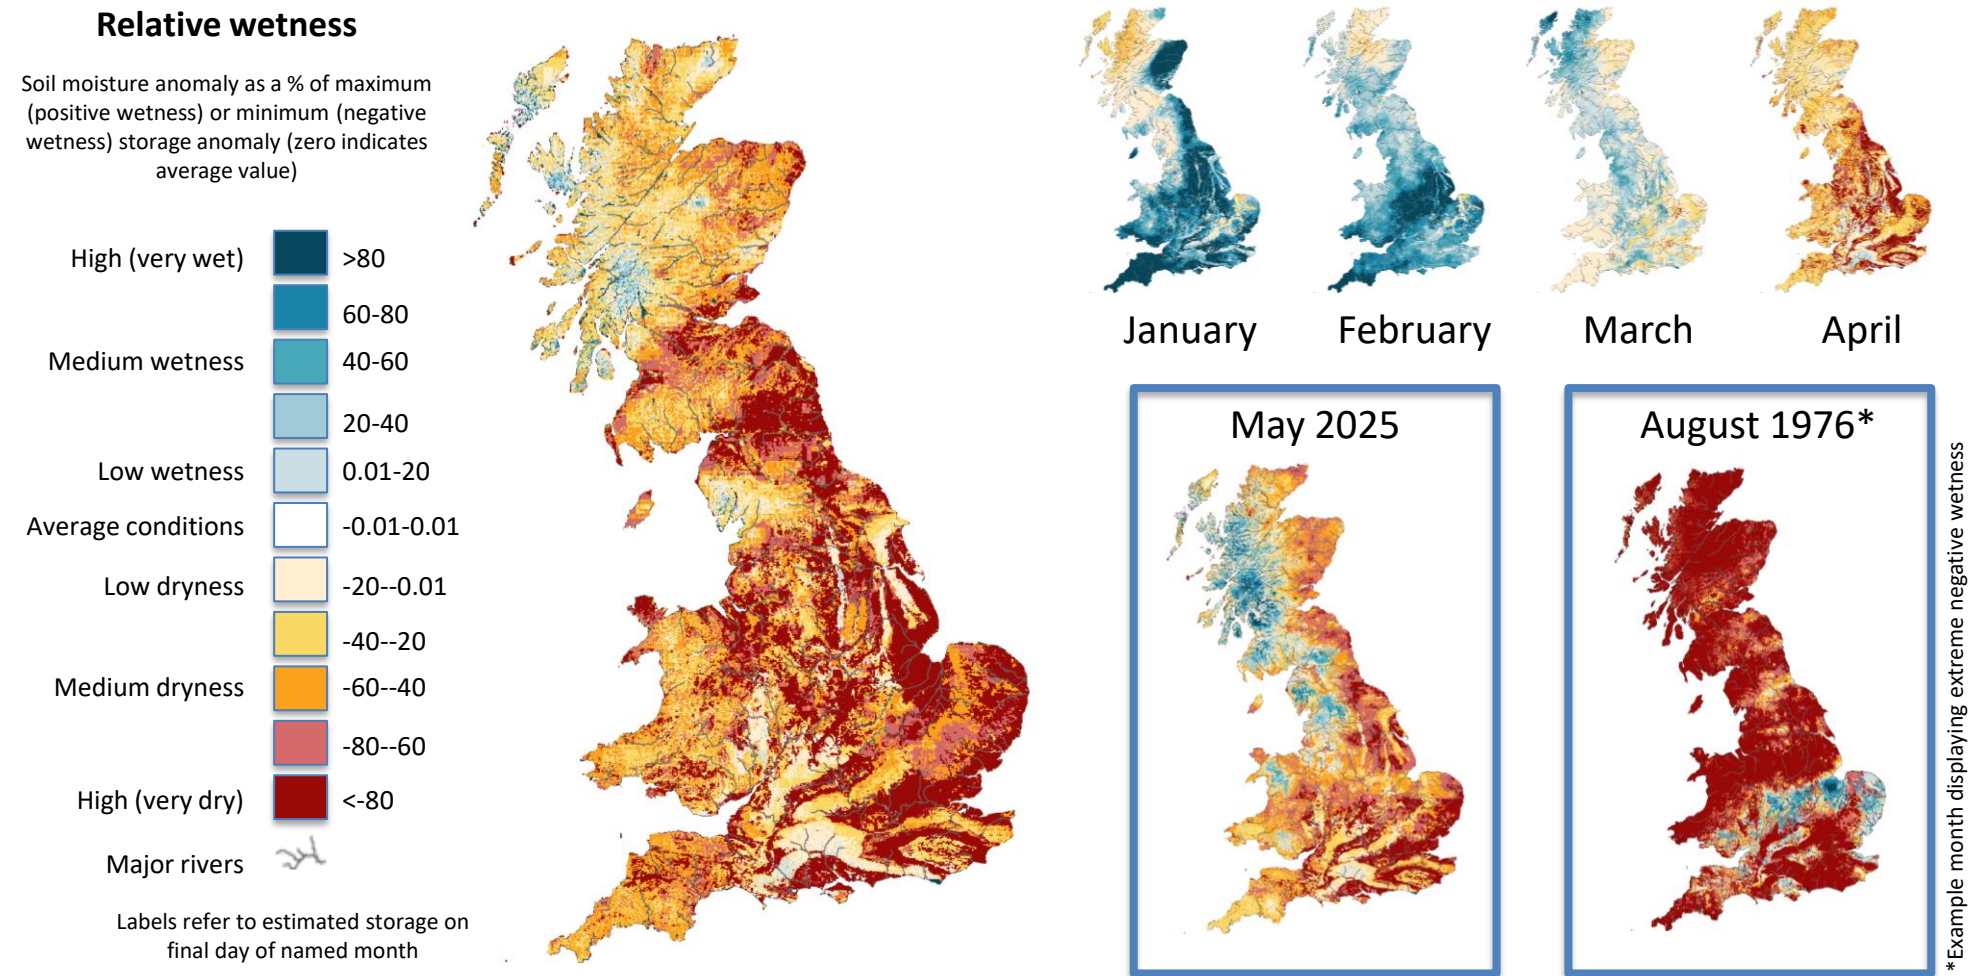 Relative wetness
Soil moisture anomaly as a % of maximum
(positive wetness) or minimum (negative
wetness) storage anomaly (zero indicates
average value)
High (very wet) >80
60-80
Medium wetness 40-60
20-40
Low wetness 0.01-20
Average conditions -0.01-0.01
Low dryness -20--0.01
-40--20
Medium dryness -60--40
-80--60
High (very dry) <-80
Major rivers
Labels refer to estimated storage on
final day of named month
January February March April
May 2025
August 1976*
*Example month displaying extreme negative wetness